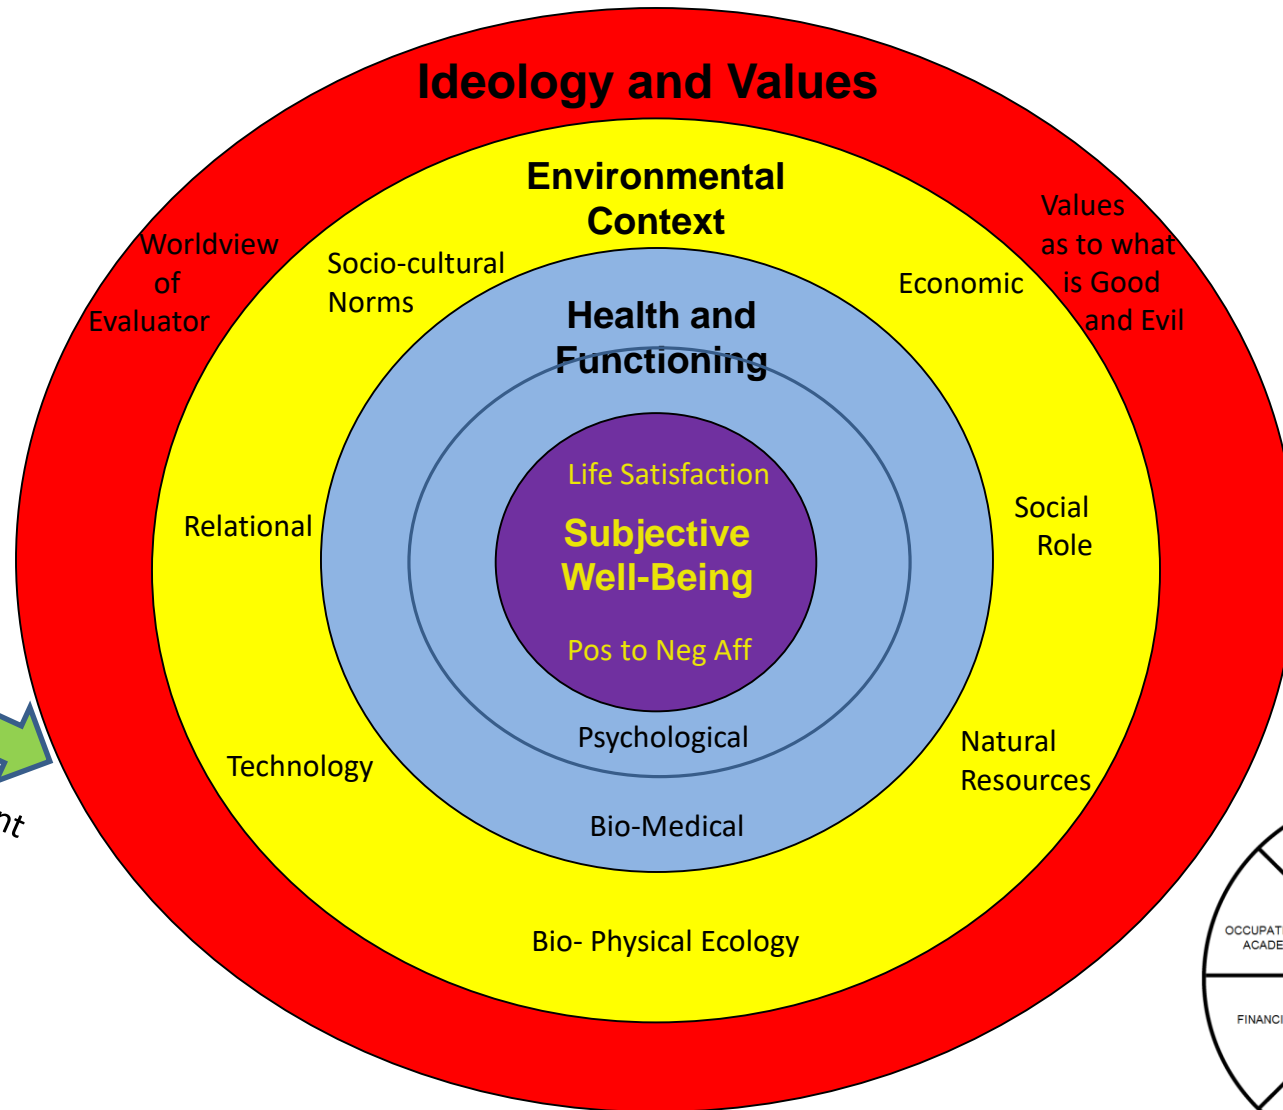 Ideology and Values
Environmental
Context
Values
as to what
is Good
and Evil
Worldview
of
Evaluator
Socio-cultural
Norms
Economic
Health and
Functioning
Life Satisfaction
Subjective
Well-Being
Pos to Neg Aff
Relational
Social
Role
Psychological
Technology
Natural
Resources
Bio-Medical
Bio- Physical Ecology